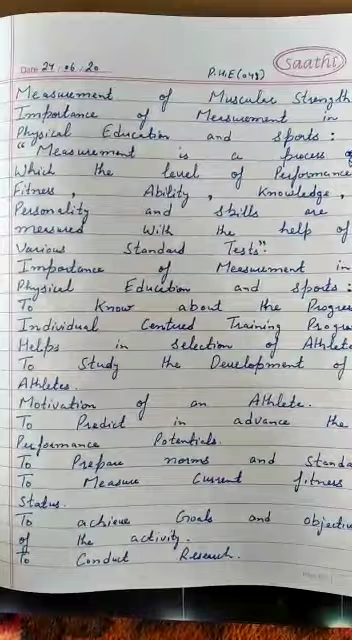 saathi
Date 24 / 06 / 20
P.H.E (048)
Measurement of Muscular Strength
Importance of Measurement in
Physical Education and sports :
"Measurement is a process of
Which the level of Performance
Fitness , Ability , Knowledge ,
Personality and skills are
measured with the help of
Various Standard Tests".
Importance of Measurement in
Physical Education and sports :
To Know about the Progre
Individual Centred Training Progra
Helps in selection of Athlete
To Study the Development of
Athletes.
Motivation of an Athlete.
To Predict in advance the
Performance Potentials.
To Prepare norms and Standa
To Measure Current fitness
Status.
To achieve Goals and objectiv
of the activity.
To Conduct Research.